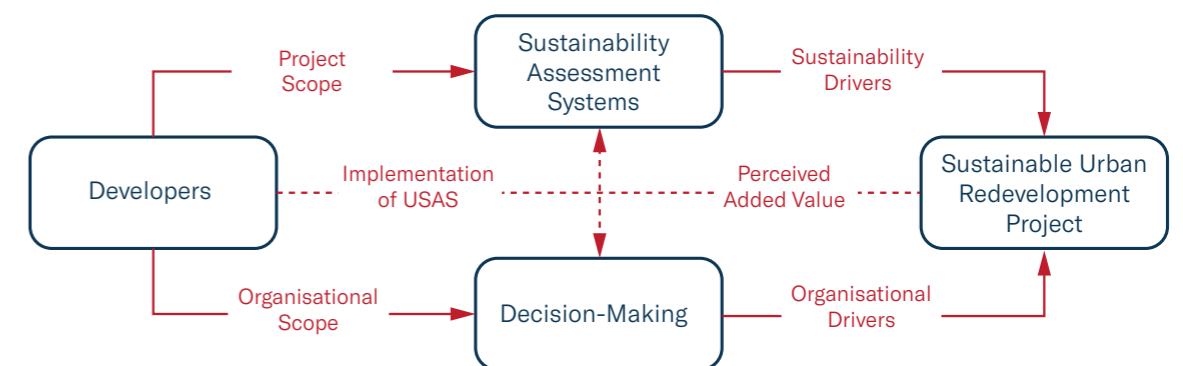 Project
Scope
Sustainability
Assessment
Systems
Sustainability
Drivers
Developers
Implementation
of USAS
Perceived
Added Value
Sustainable Urban
Redevelopment
Project
Organisational
Scope
Decision-Making
Organisational
Drivers